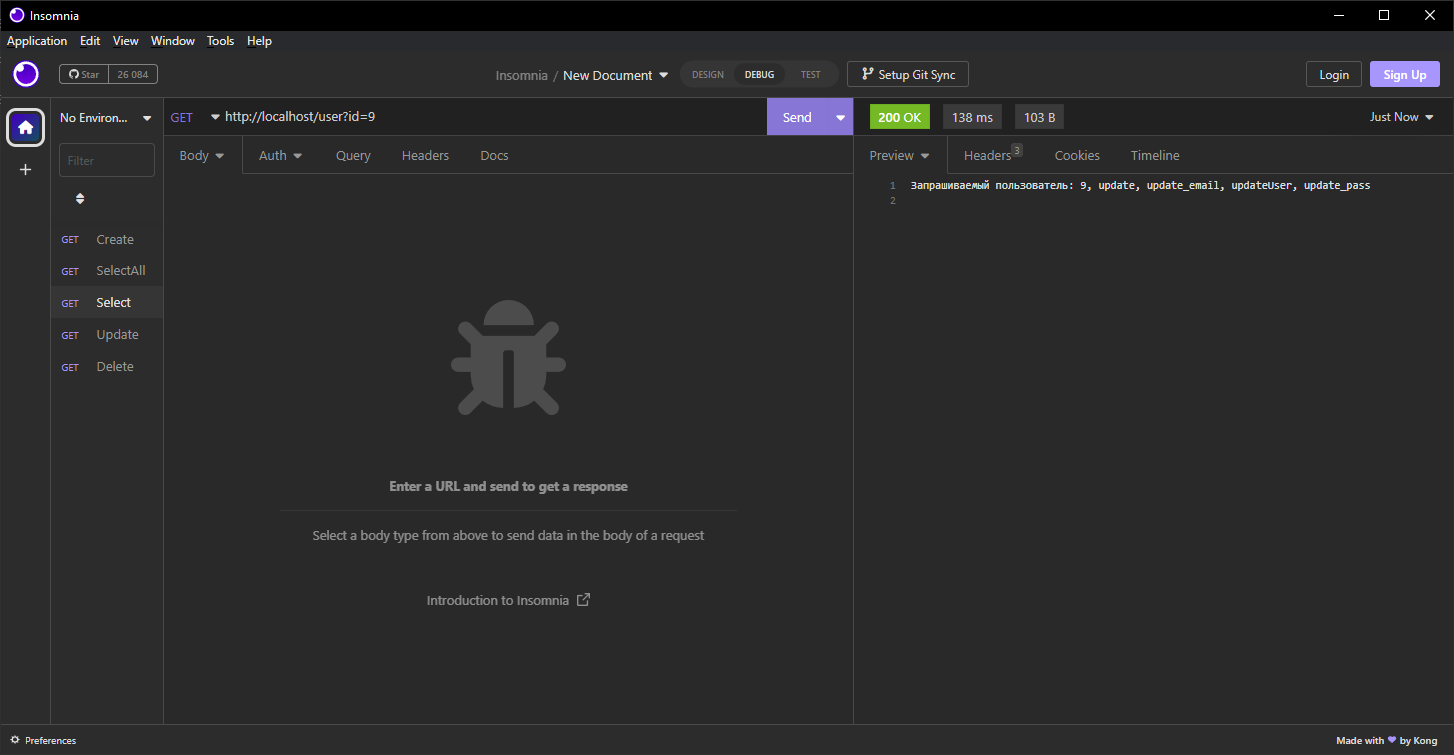 Insomnia
Application Edit View Window Tools Help
Star 26 084
Insomnia / New Document
DESIGN DEBUG TEST
Setup Git Sync
Login Sign Up
No Environ...
GET http://localhost/user?id=9
Send
200 OK 138 ms 103 B
Just Now
Filter
Body Auth Query Headers Docs
Preview Headers 3 Cookies Timeline
1 Запрашиваемый пользователь: 9, update, update_email, updateUser, update_pass
2
GET Create
GET SelectAll
GET Select
GET Update
GET Delete
Enter a URL and send to get a response
Select a body type from above to send data in the body of a request
Introduction to Insomnia
Preferences
Made with ❤ by Kong